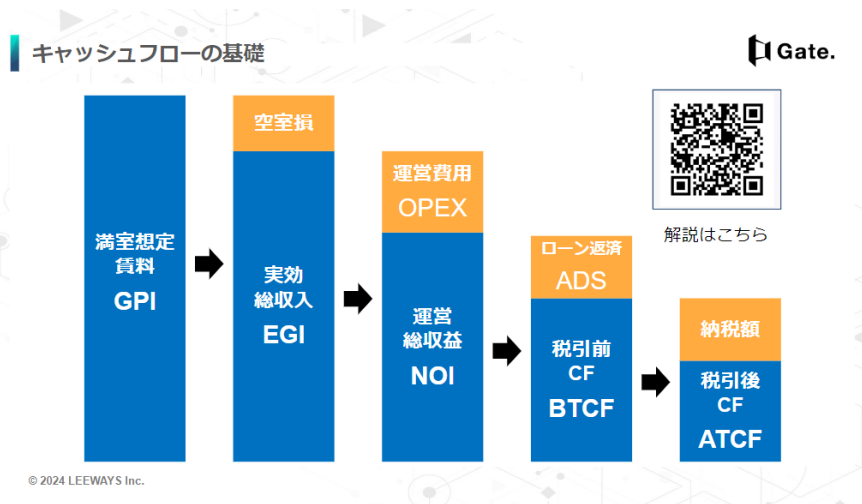 キャッシュフローの基礎
Gate.
満室想定
賃料
GPI
空室損
実効
総収入
EGI
運営費用
OPEX
運営
総収益
NOI
ローン返済
ADS
税引前
CF
BTCF
納税額
税引後
CF
ATCF
解説はこちら
© 2024 LEEWAYS Inc.